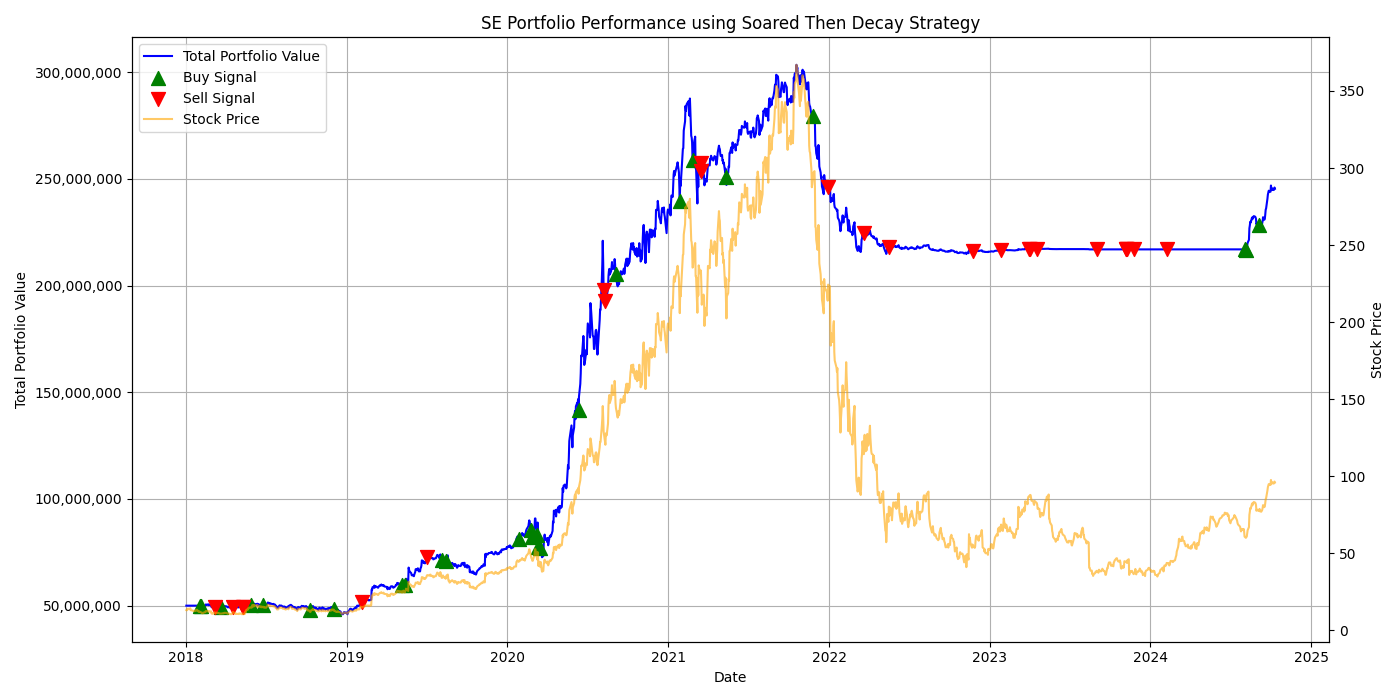 SE Portfolio Performance using Soared Then Decay Strategy
Total Portfolio Value
Buy Signal
Sell Signal
Stock Price
300,000,000
250,000,000
200,000,000
150,000,000
100,000,000
50,000,000
Total Portfolio Value
350
300
250
200
150
100
50
0
Stock Price
2018
2019
2020
2021
2022
2023
2024
2025
Date